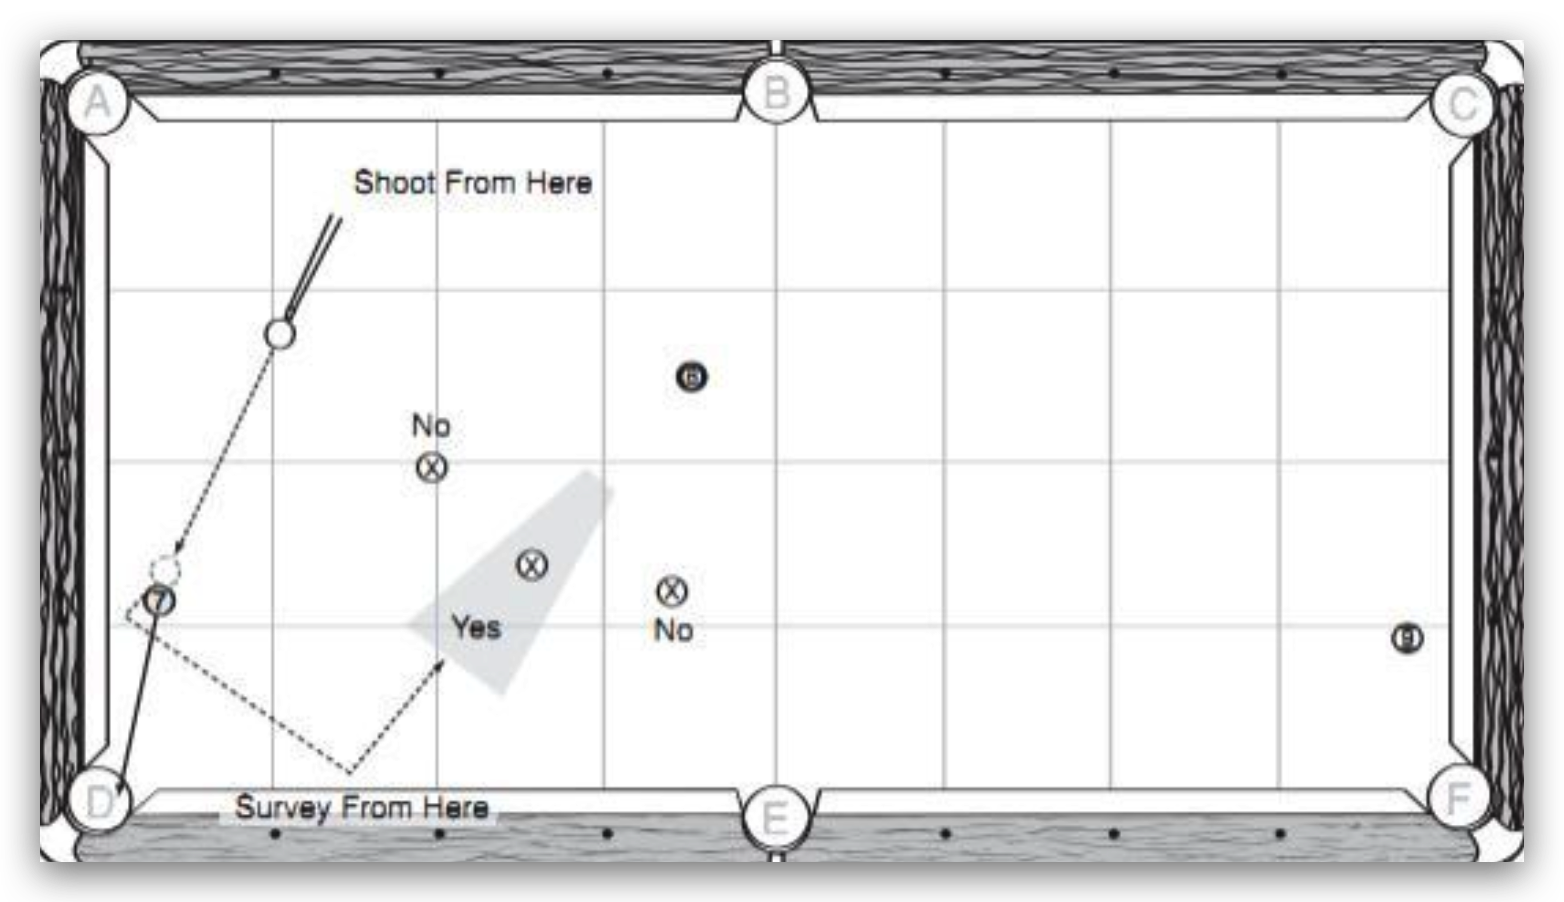 A
B
C
Shoot From Here
8
No
X
X
X
7
Yes
No
9
D
Survey From Here
E
F